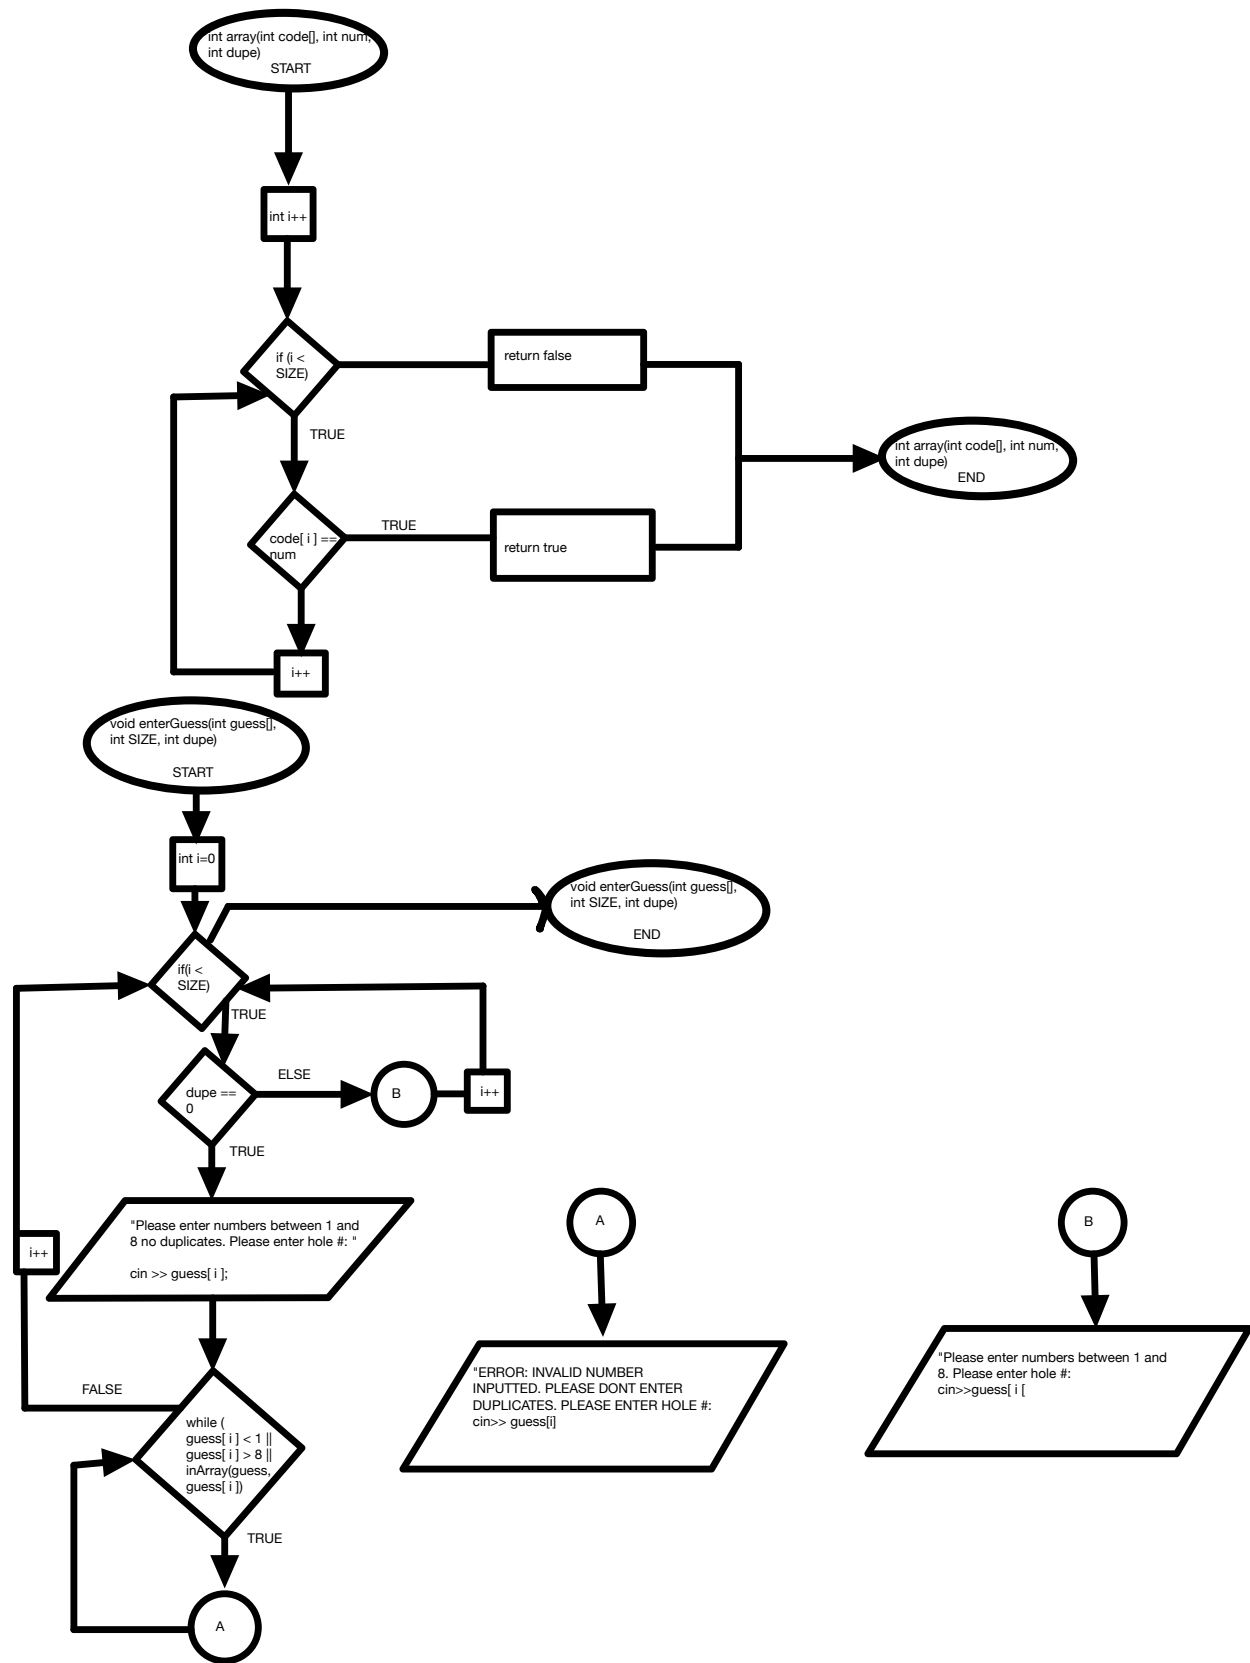 int array(int code[], int num,
int dupe)
START
int i++
if (i <
SIZE)
return false
TRUE
int array(int code[], int num,
int dupe)
END
code[ i ] ==
num
TRUE
return true
i++
void enterGuess(int guess[],
int SIZE, int dupe)
START
int i=0
void enterGuess(int guess[],
int SIZE, int dupe)
END
if(i <
SIZE)
TRUE
dupe ==
0
ELSE
B
i++
TRUE
"Please enter numbers between 1 and
8 no duplicates. Please enter hole #: "
cin >> guess[ i ];
i++
FALSE
while (
guess[ i ] < 1 ||
guess[ i ] > 8 ||
inArray(guess,
guess[ i ])
TRUE
A
A
"ERROR: INVALID NUMBER
INPUTTED. PLEASE DONT ENTER
DUPLICATES. PLEASE ENTER HOLE #:
cin>> guess[i]
B
"Please enter numbers between 1 and
8. Please enter hole #:
cin>>guess[ i [